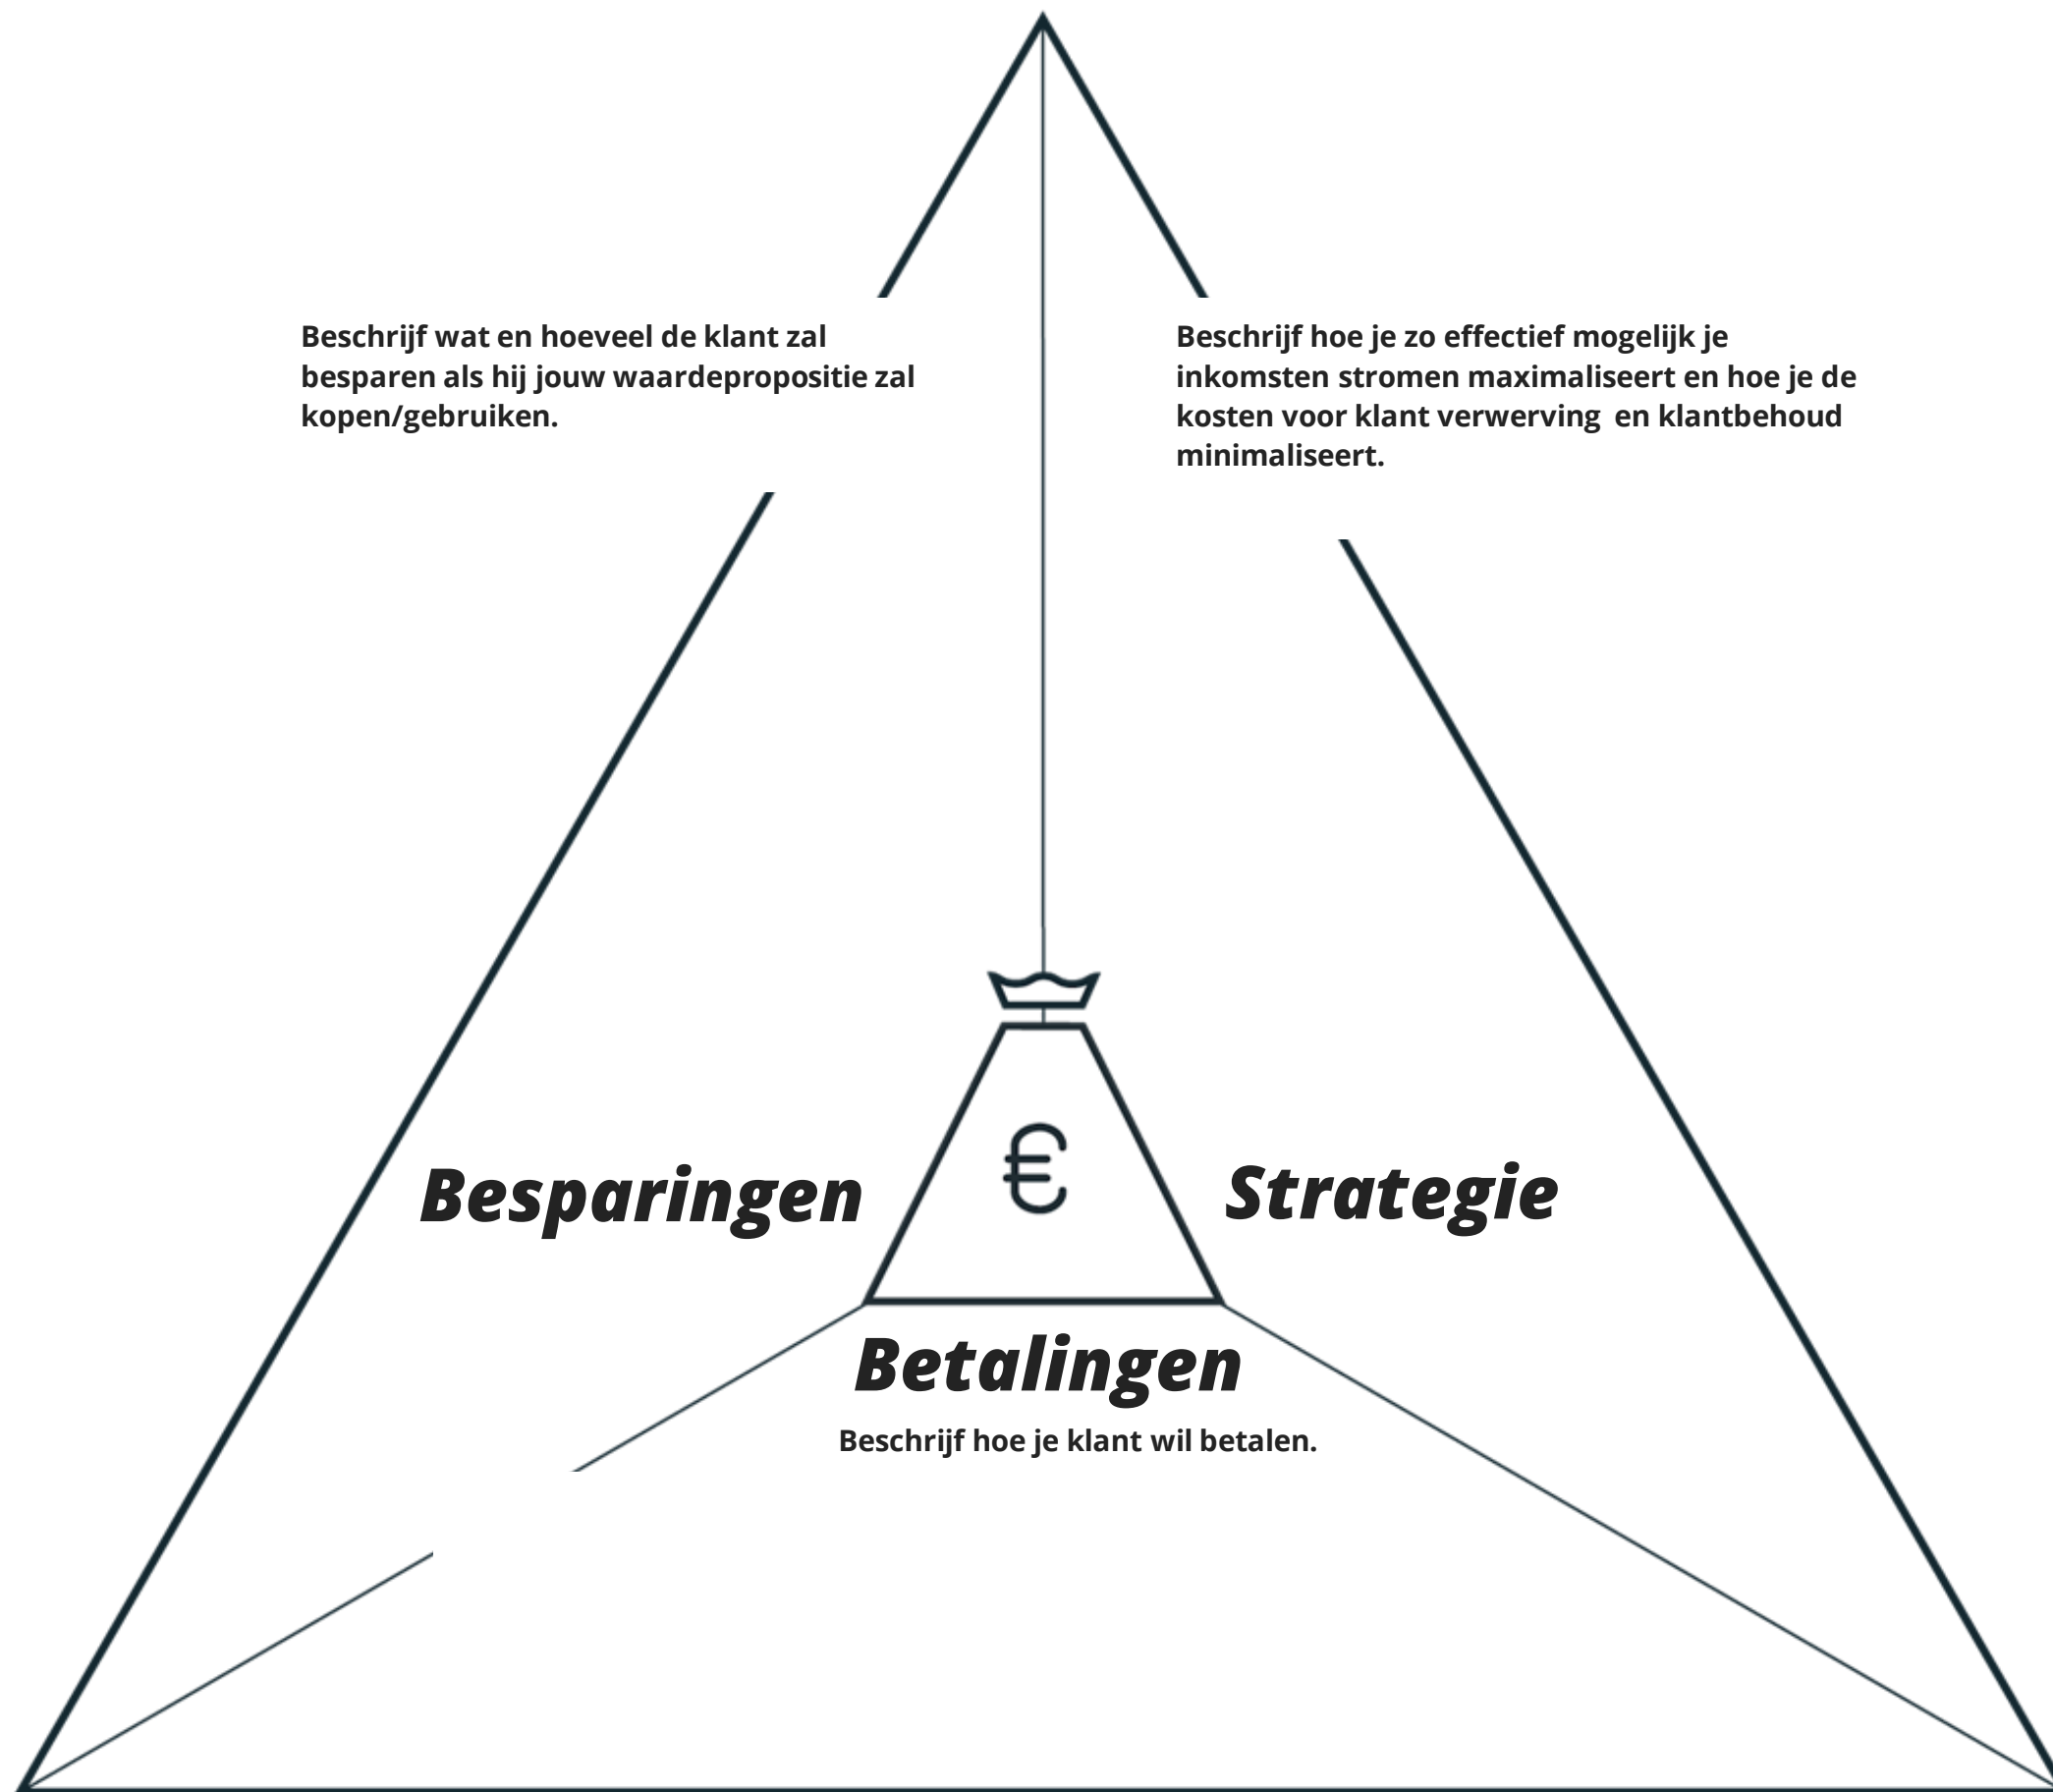 Beschrijf wat en hoeveel de klant zal
besparen als hij jouw waardepropositie zal
kopen/gebruiken.
Beschrijf hoe je zo effectief mogelijk je
inkomsten stromen maximaliseert en hoe je de
kosten voor klant verwerving  en klantbehoud
minimaliseert.
€
Besparingen
Strategie
Betalingen
Beschrijf hoe je klant wil betalen.